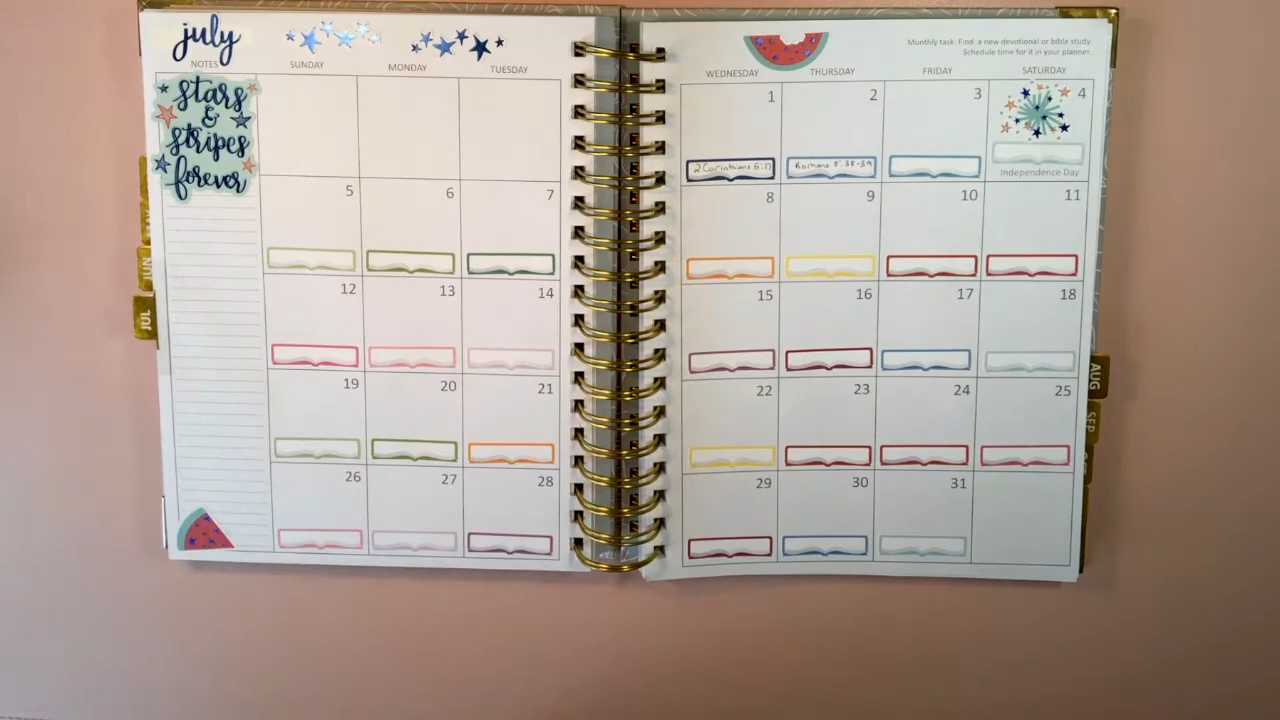 july
NOTES
SUNDAY
MONDAY
TUESDAY
stars
&
stripes
forever
5
6
7
12
13
14
19
20
21
26
27
28
JUN
JUL
Monthly task: Find a new devotional or bible study.
Schedule time for it in your planner.
WEDNESDAY
THURSDAY
FRIDAY
SATURDAY
1
2
3
4
2 Corinthians 5:17
Romans 8:38-39
Independence Day
8
9
10
11
15
16
17
18
22
23
24
25
29
30
31
AUG
SEP